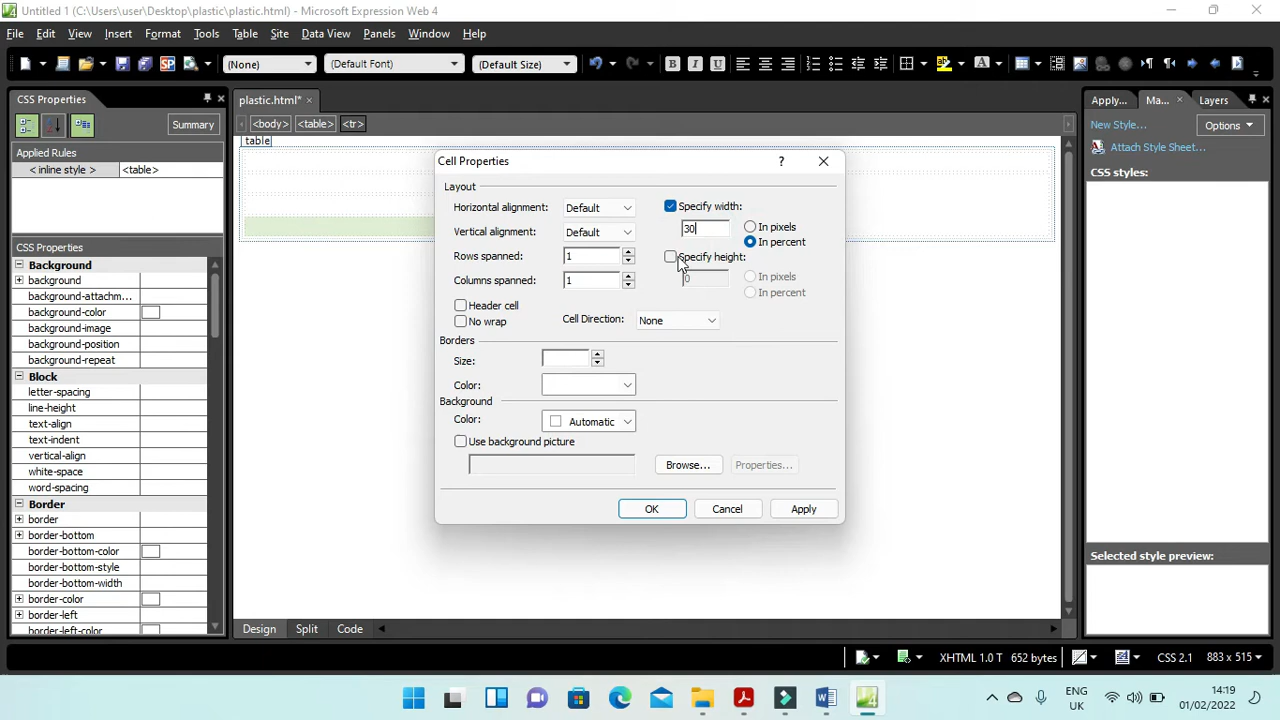 Untitled 1 (C:\Users\user\Desktop\plastic\plastic.html) - Microsoft Expression Web 4
File Edit View Insert Format Tools Table Site Data View Panels Window Help
(None) (Default Font) (Default Size) B I U
CSS Properties
Summary
Applied Rules
< inline style > <table>
CSS Properties
Background
background
background-attachm...
background-color
background-image
background-position
background-repeat
Block
letter-spacing
line-height
text-align
text-indent
vertical-align
white-space
word-spacing
Border
border
border-bottom
border-bottom-color
border-bottom-style
border-bottom-width
border-color
border-left
border-left-color
plastic.html*
<body> <table> <tr>
table
Cell Properties
Layout
Horizontal alignment: Default
Vertical alignment: Default
Rows spanned: 1
Columns spanned: 1
Header cell
No wrap
Specify width:
30
In pixels
In percent
Specify height:
0
In pixels
In percent
Cell Direction: None
Borders
Size:
Color:
Background
Color: Automatic
Use background picture
Browse... Properties...
OK Cancel Apply
Design Split Code
Apply... Ma... Layers
New Style... Options
Attach Style Sheet...
CSS styles:
Selected style preview:
XHTML 1.0 T 652 bytes CSS 2.1 883 x 515
ENG
UK
14:19
01/02/2022